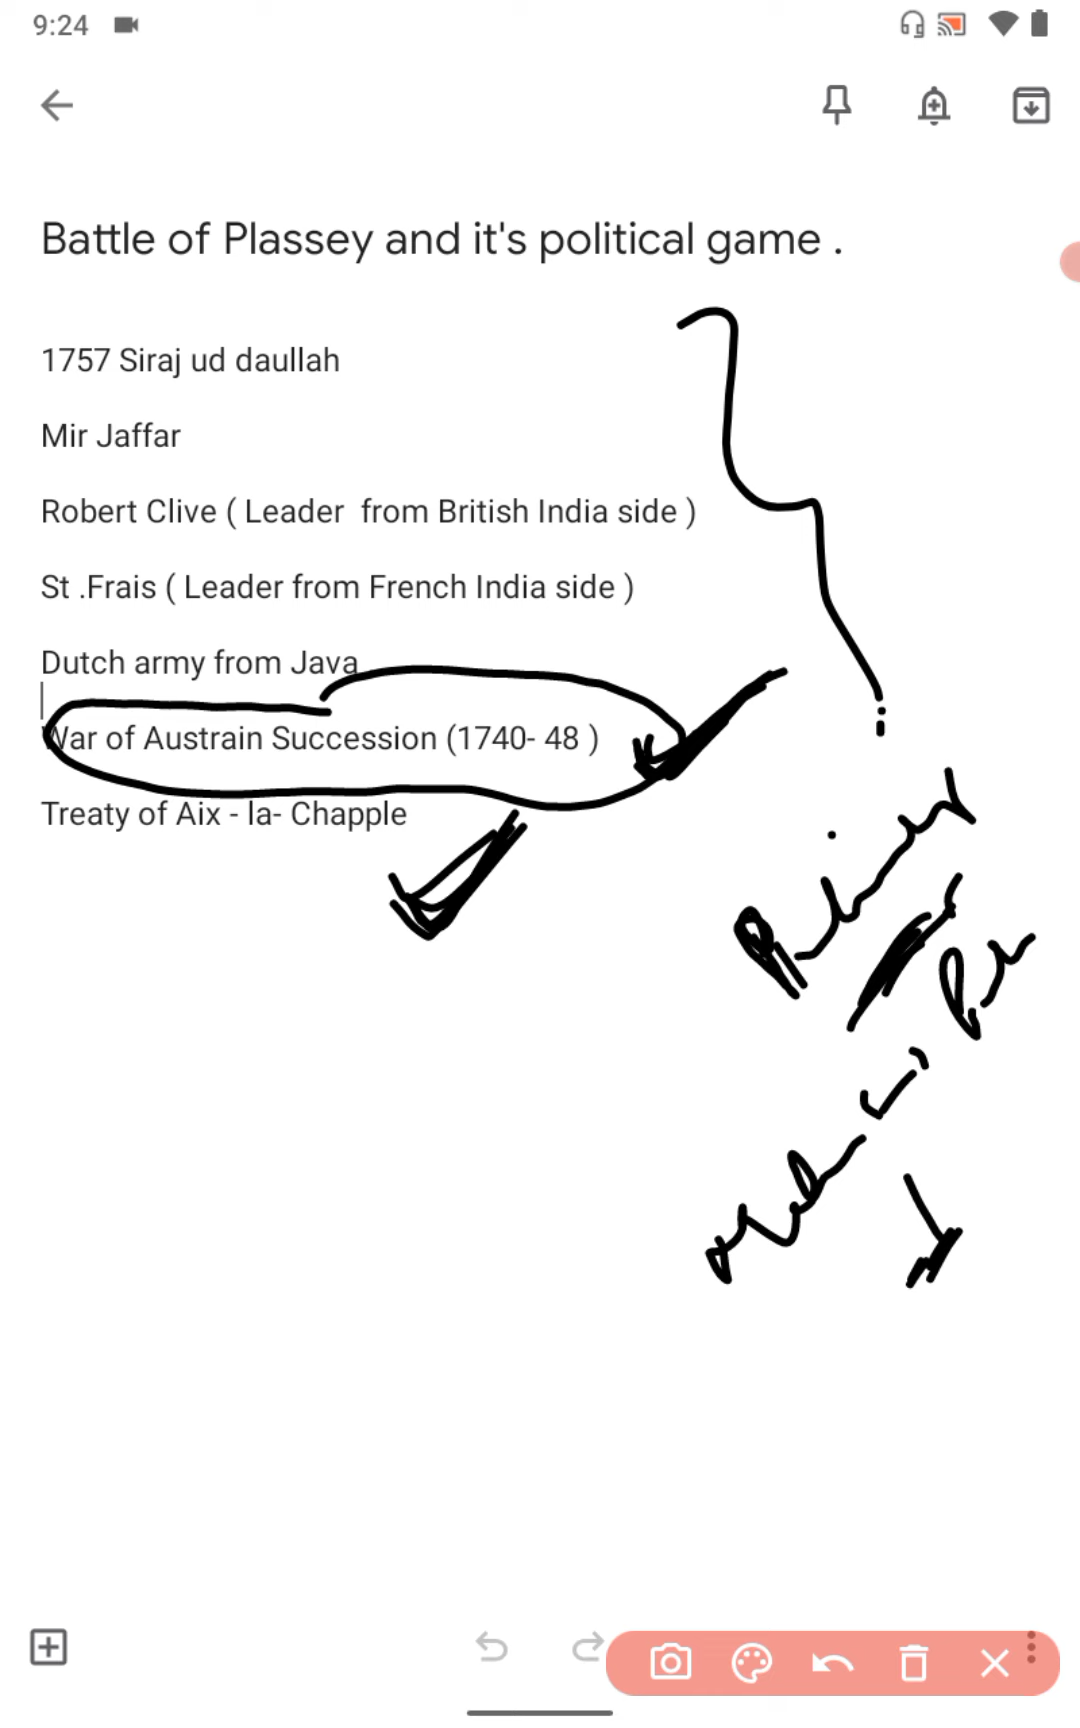 9:24
Battle of Plassey and it's political game .
1757 Siraj ud daullah
Mir Jaffar
Robert Clive ( Leader  from British India side )
St .Frais ( Leader from French India side )
Dutch army from Java
War of Austrain Succession (1740- 48 )
Treaty of Aix - la- Chapple